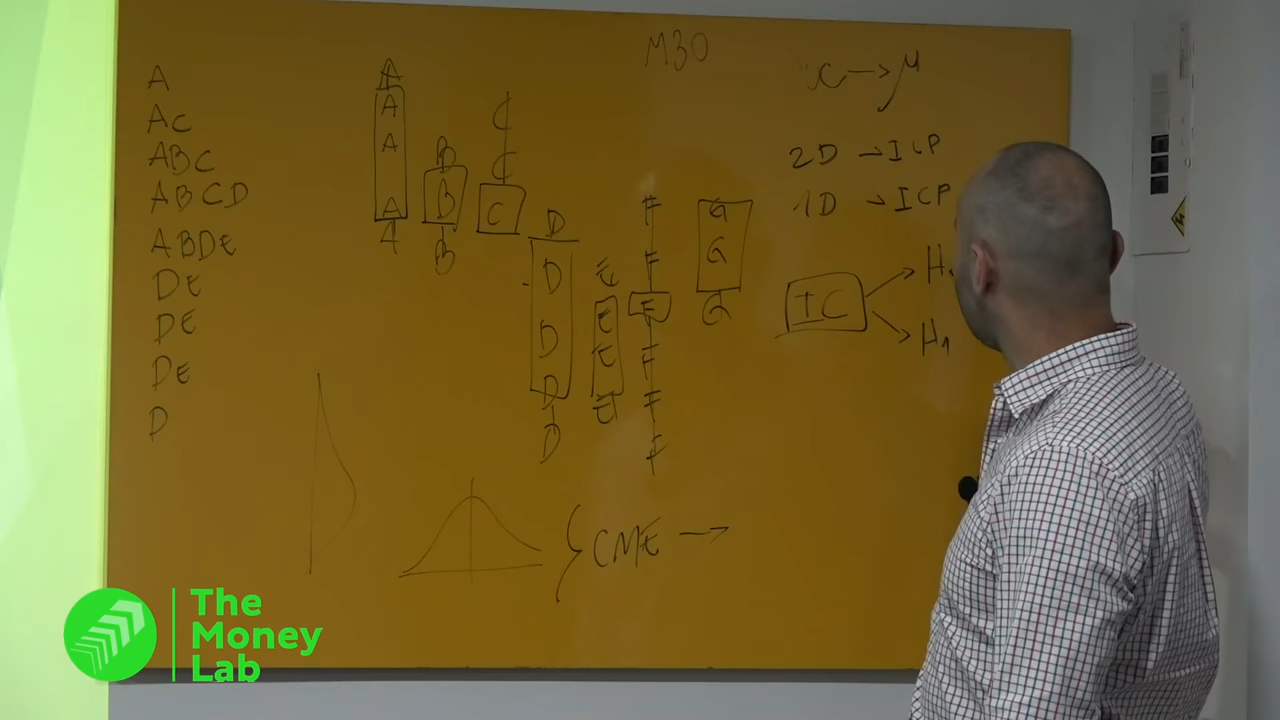 M30
A
AC
ABC
ABCD
ABDE
DE
DE
DE
D
A
A
A
A
A
B
B
B
C
C
C
D
D
D
D
D
E
E
E
E
F
F
F
F
F
F
G
G
G
x → μ
2D → ICP
1D → ICP
IC
H
H1
CME →
The
Money
Lab